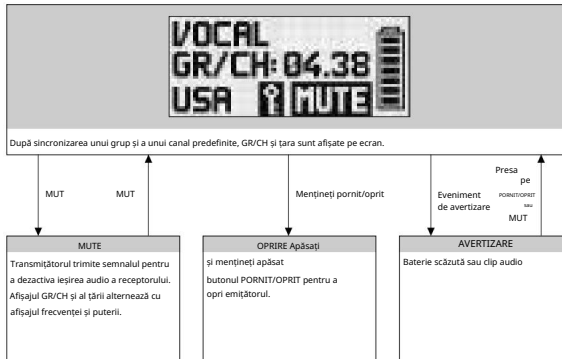 VOCAL
GR/CH: 04.38
USA MUTE
După sincronizarea unui grup și a unui canal predefinite, GR/CH și țara sunt afișate pe ecran.
MUT
MUT
Mențineți pornit/oprit
Eveniment
de avertizare
Presa
pe
PORNIT/OPRIT
sau
MUT
MUTE
Transmițătorul trimite semnalul pentru
a dezactiva ieșirea audio a receptorului.
Afișajul GR/CH și al țării alternează cu
afișajul frecvenței și puterii.
OPRIRE Apăsați
și mențineți apăsat
butonul PORNIT/OPRIT pentru a
opri emițătorul.
AVERTIZARE
Baterie scăzută sau clip audio